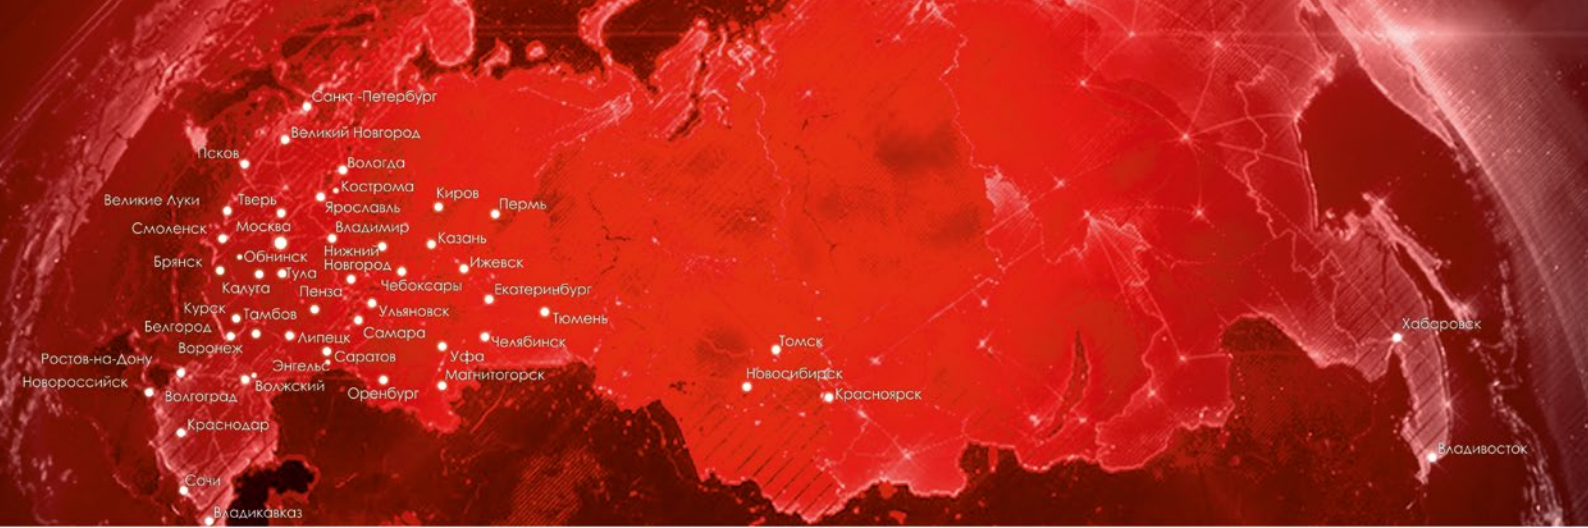 Санкт -Петербург
Великий Новгород
Псков
Вологда
Кострома
Киров
Великие Луки
Тверь
Ярославль
Пермь
Смоленск
Москва
Владимир
Казань
Нижний
Новгород
Брянск
Обнинск
Ижевск
Тула
Калуга
Пенза
Чебоксары
Екатеринбург
Курск
Тамбов
Ульяновск
Тюмень
Белгород
Самара
Хабаровск
Воронеж
Липецк
Челябинск
Томск
Ростов-на-Дону
Энгельс
Саратов
Уфа
Новороссийск
Волжский
Магнитогорск
Новосибирск
Волгоград
Оренбург
Красноярск
Краснодар
Владивосток
Сочи
Владикавказ